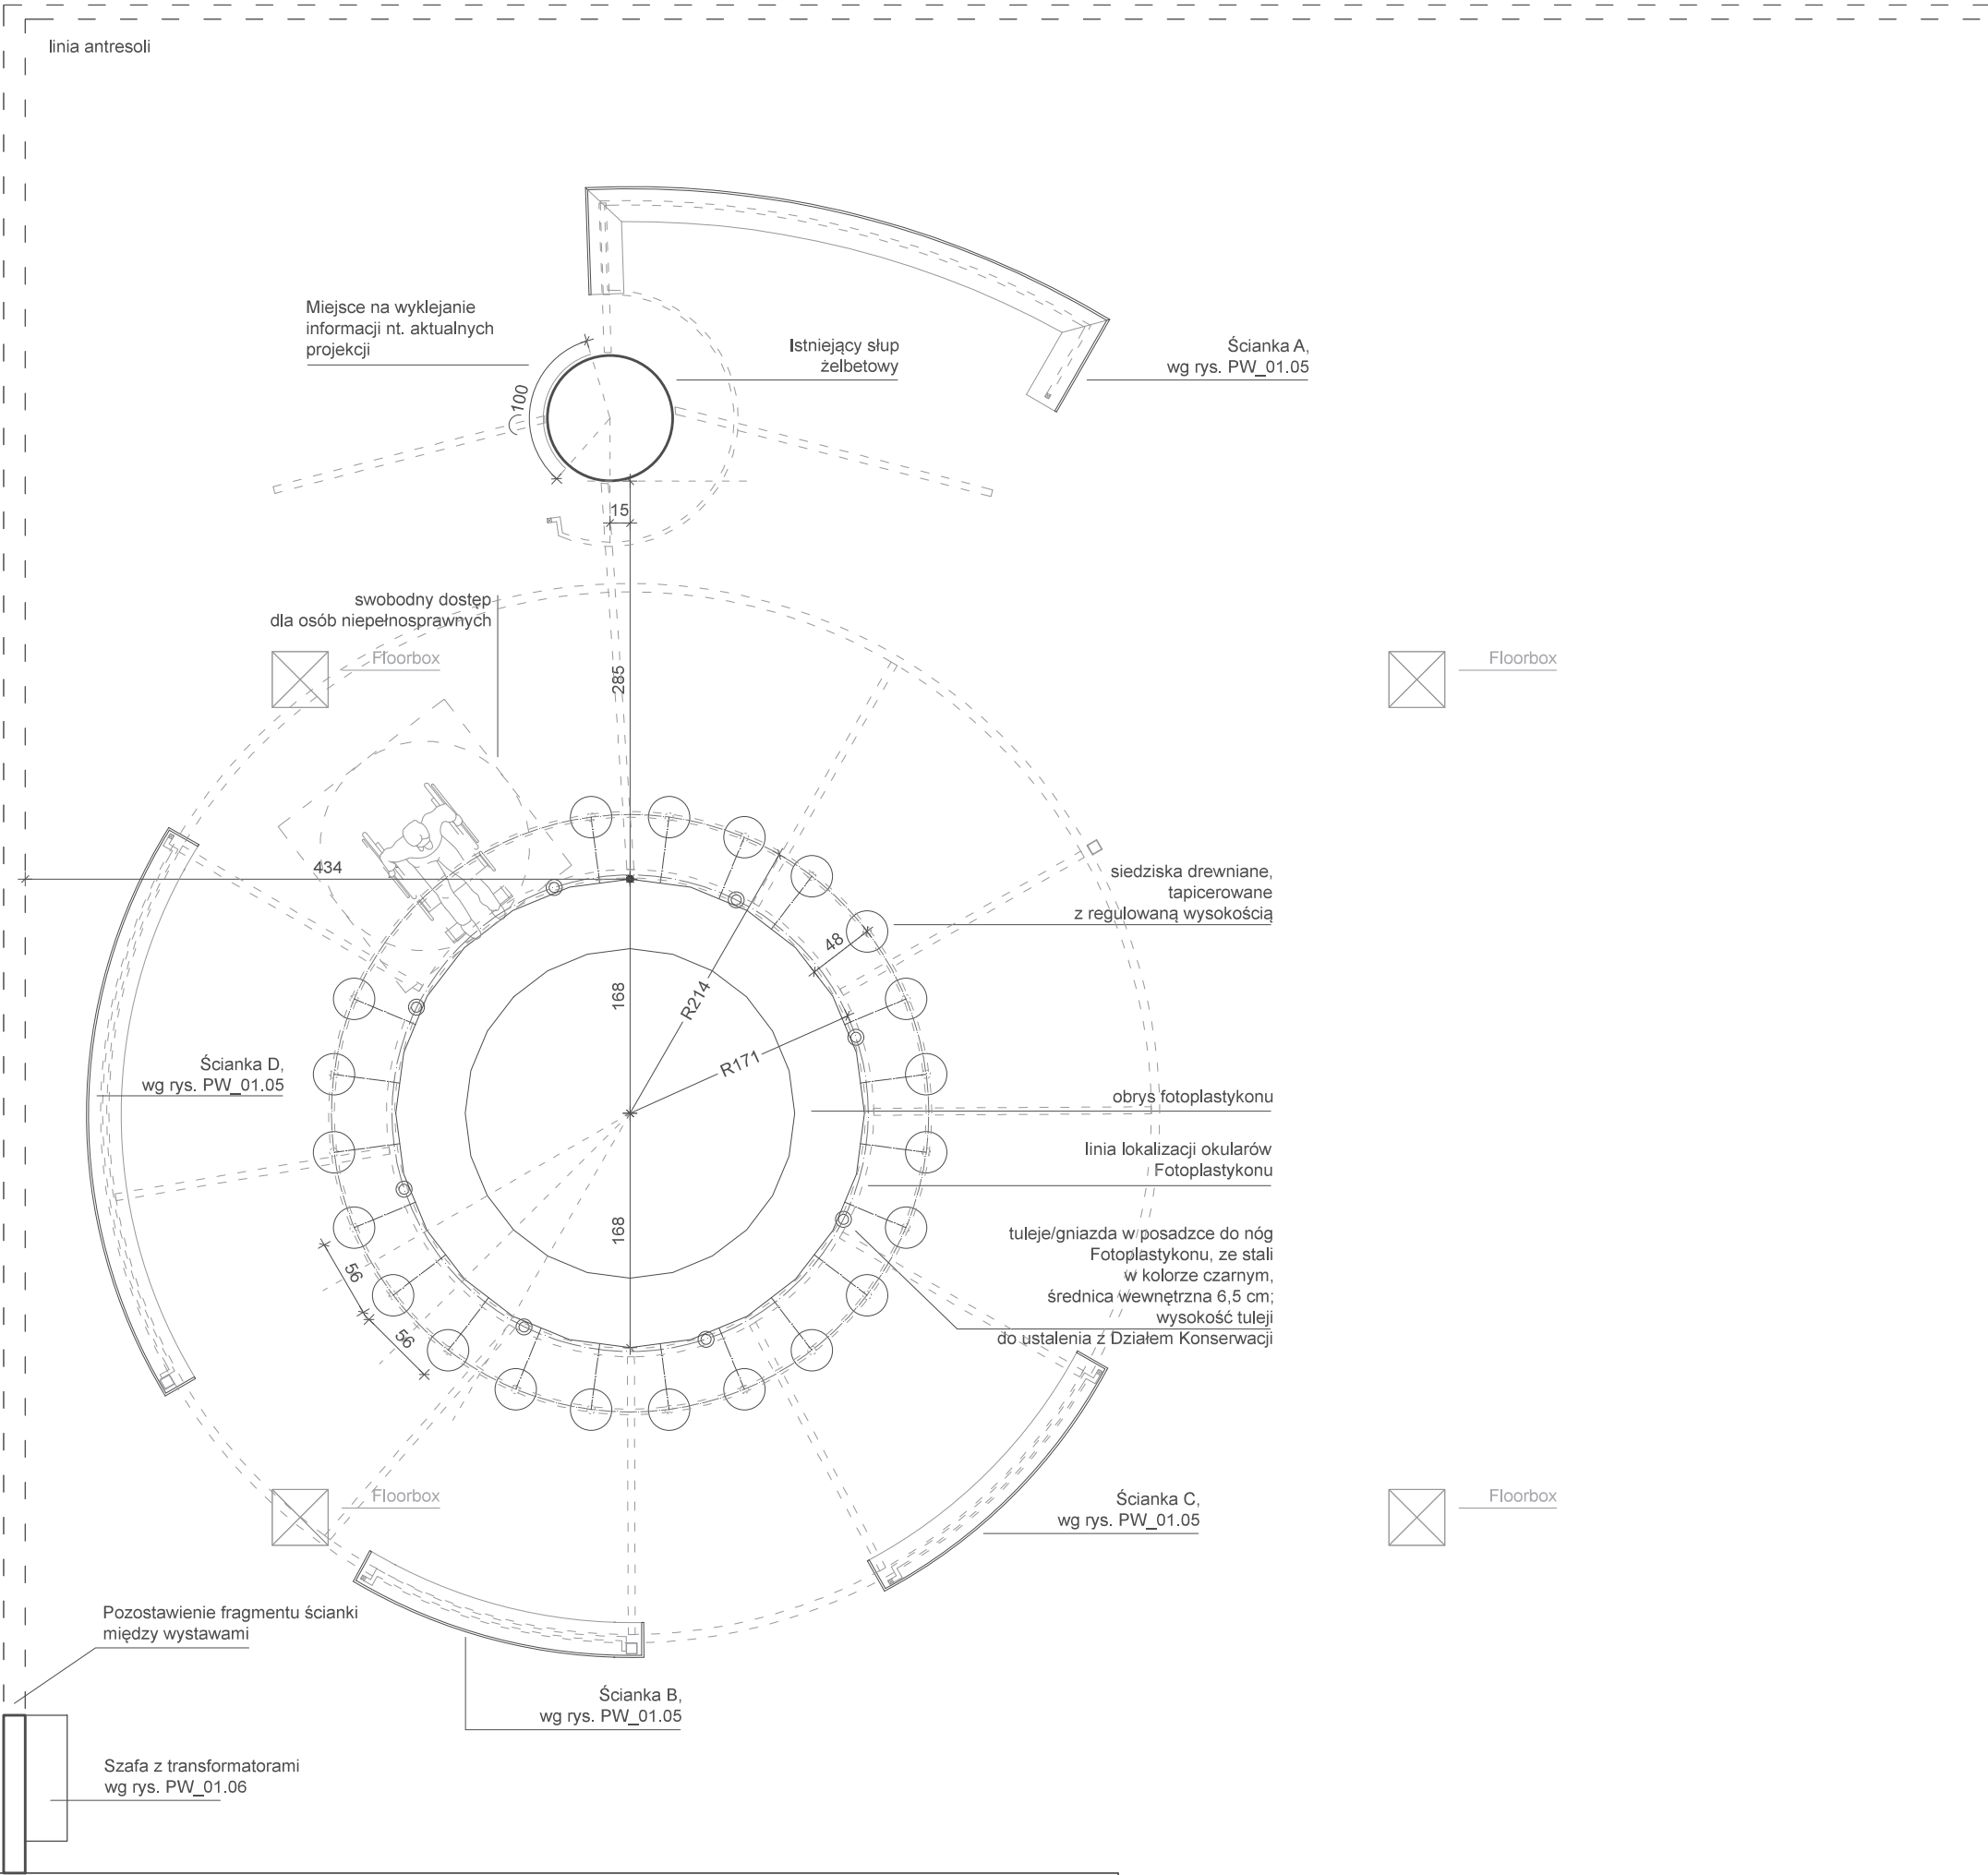 linia antresoli
Miejsce na wyklejanie
informacji nt. aktualnych
projekcji
Istniejący słup
żelbetowy
Ścianka A,
wg rys. PW_01.05
100
15
swobodny dostęp
dla osób niepełnosprawnych
Floorbox
Floorbox
285
434
siedziska drewniane,
tapicerowane
z regulowaną wysokością
48
168
R214
R171
Ścianka D,
wg rys. PW_01.05
obrys fotoplastykonu
linia lokalizacji okularów
Fotoplastykonu
168
tuleje/gniazda w posadzce do nóg
Fotoplastykonu, ze stali
w kolorze czarnym,
średnica wewnętrzna 6,5 cm;
wysokość tuleji
do ustalenia z Działem Konserwacji
56
56
Floorbox
Ścianka C,
wg rys. PW_01.05
Floorbox
Pozostawienie fragmentu ścianki
między wystawami
Ścianka B,
wg rys. PW_01.05
Szafa z transformatorami
wg rys. PW_01.06